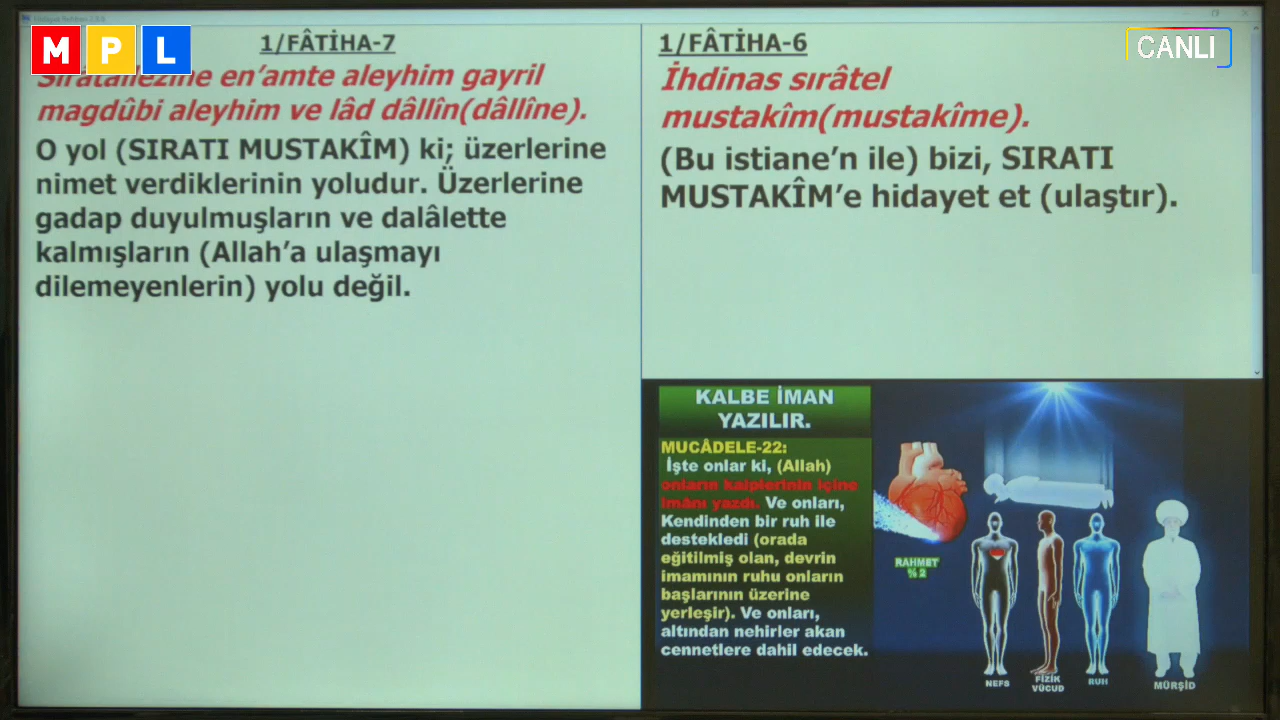 MPL
CANLI
1/FÂTİHA-7
Sırâtallezîne en’amte aleyhim gayril
magdûbi aleyhim ve lâd dâllîn(dâllîne).
O yol (SIRATI MUSTAKÎM) ki; üzerlerine
nimet verdiklerinin yoludur. Üzerlerine
gadap duyulmuşların ve dalâlette
kalmışların (Allah’a ulaşmayı
dilemeyenlerin) yolu değil.
1/FÂTİHA-6
İhdinas sırâtel
mustakîm(mustakîme).
(Bu istiane’n ile) bizi, SIRATI
MUSTAKÎM’e hidayet et (ulaştır).
KALBE İMAN
YAZILIR.
MUCÂDELE-22:
İşte onlar ki, (Allah)
onların kalplerinin içine
îmânı yazdı. Ve onları,
Kendinden bir ruh ile
destekledi (orada
eğitilmiş olan, devrin
imamının ruhu onların
başlarının üzerine
yerleşir). Ve onları,
altından nehirler akan
cennetlere dahil edecek.
RAHMET
% 2
NEFS
FİZİK
VÜCUD
RUH
MÜRŞİD